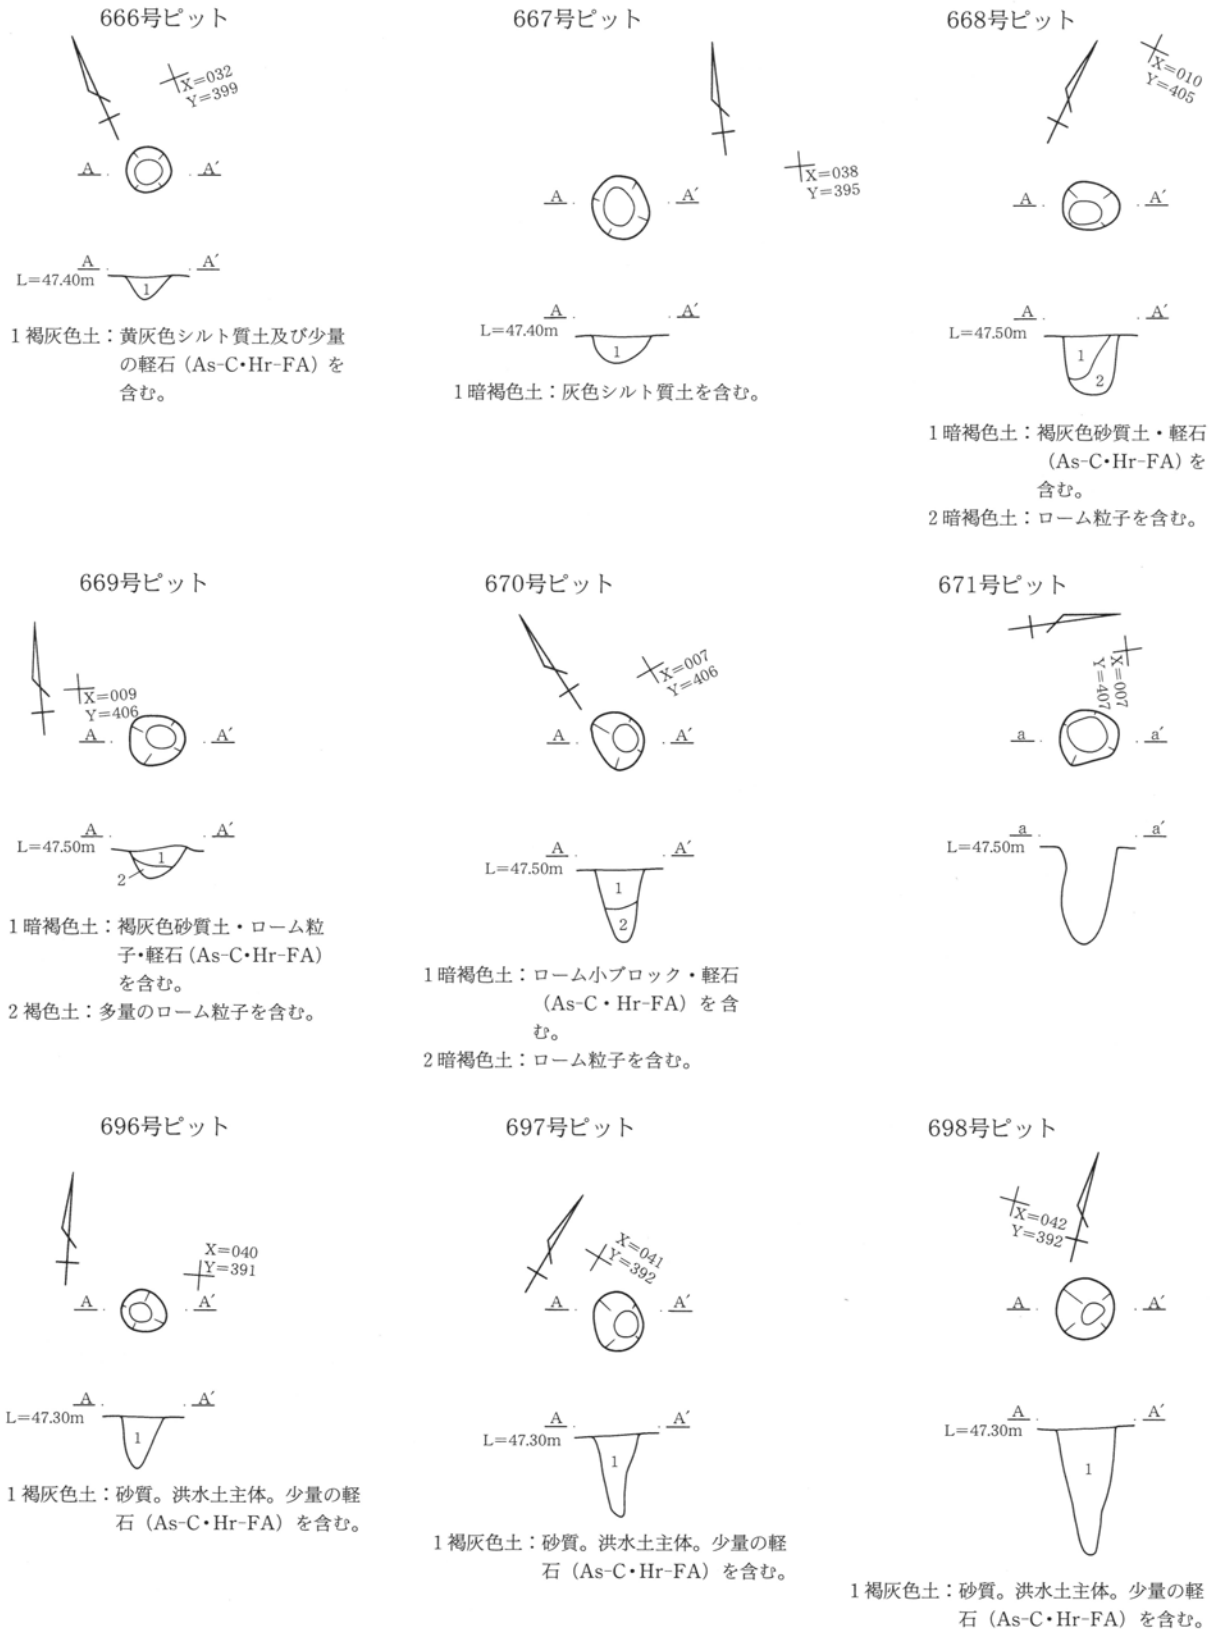 666号ピット
X=032
Y=399
A A′
A A′
L=47.40m
1
1 褐灰色土：黄灰色シルト質土及び少量
の軽石（As-C・Hr-FA）を
含む。
667号ピット
X=038
Y=395
A A′
A A′
L=47.40m
1
1 暗褐色土：灰色シルト質土を含む。
668号ピット
X=010
Y=405
A A′
A A′
L=47.50m
1
2
1 暗褐色土：褐灰色砂質土・軽石
（As-C・Hr-FA）を
含む。
2 暗褐色土：ローム粒子を含む。
669号ピット
X=009
Y=406
A A′
A A′
L=47.50m
1
2
1 暗褐色土：褐灰色砂質土・ローム粒
子・軽石（As-C・Hr-FA）
を含む。
2 褐色土：多量のローム粒子を含む。
670号ピット
X=007
Y=406
A A′
A A′
L=47.50m
1
2
1 暗褐色土：ローム小ブロック・軽石
（As-C・Hr-FA）を含
む。
2 暗褐色土：ローム粒子を含む。
671号ピット
X=007
Y=407
a a′
a a′
L=47.50m
696号ピット
X=040
Y=391
A A′
A A′
L=47.30m
1
1 褐灰色土：砂質。洪水土主体。少量の軽
石（As-C・Hr-FA）を含む。
697号ピット
X=041
Y=392
A A′
A A′
L=47.30m
1
1 褐灰色土：砂質。洪水土主体。少量の軽
石（As-C・Hr-FA）を含む。
698号ピット
X=042
Y=392
A A′
A A′
L=47.30m
1
1 褐灰色土：砂質。洪水土主体。少量の軽
石（As-C・Hr-FA）を含む。